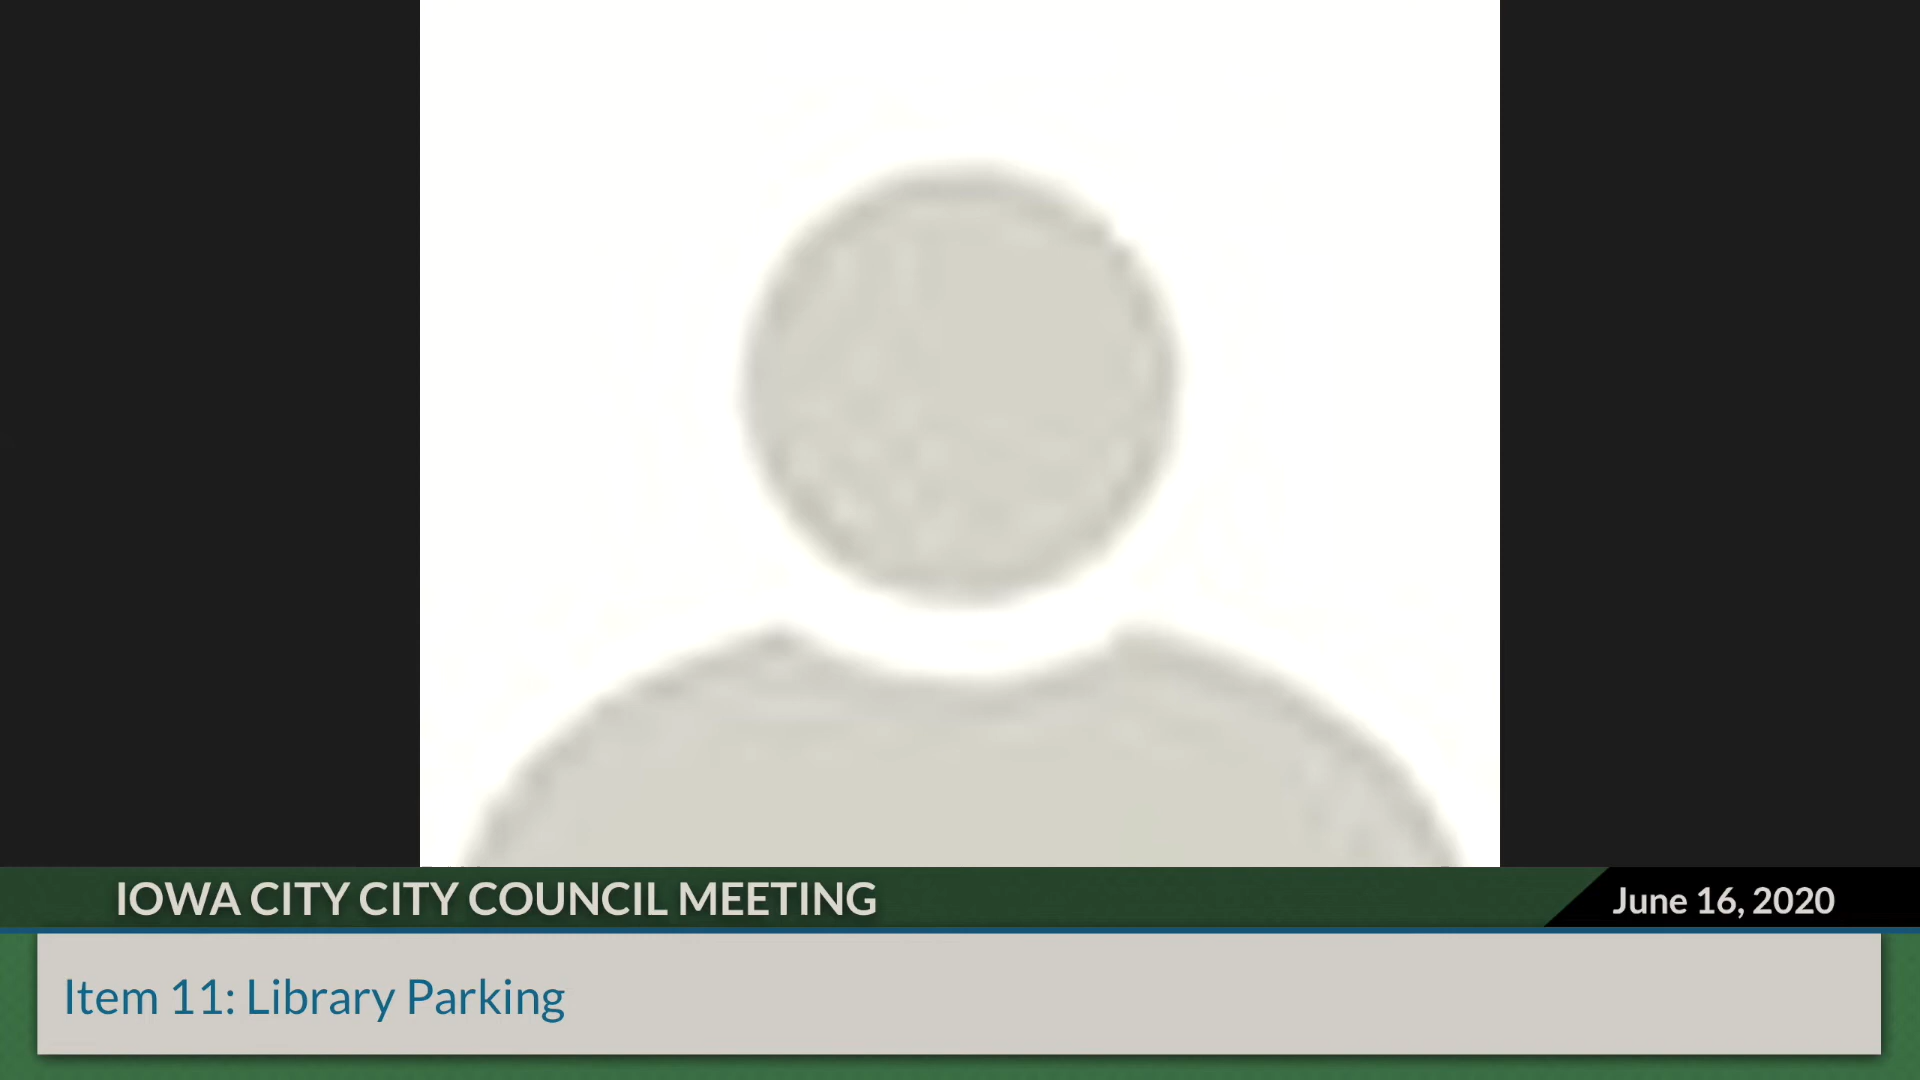 IOWA CITY CITY COUNCIL MEETING
June 16, 2020
Item 11: Library Parking